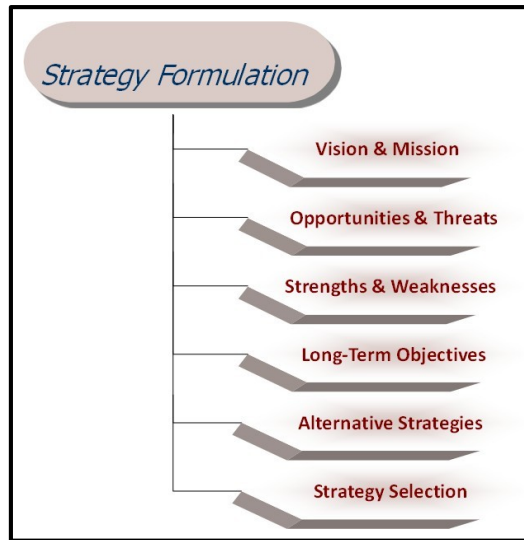 Strategy Formulation
Vision & Mission
Opportunities & Threats
Strengths & Weaknesses
Long-Term Objectives
Alternative Strategies
Strategy Selection